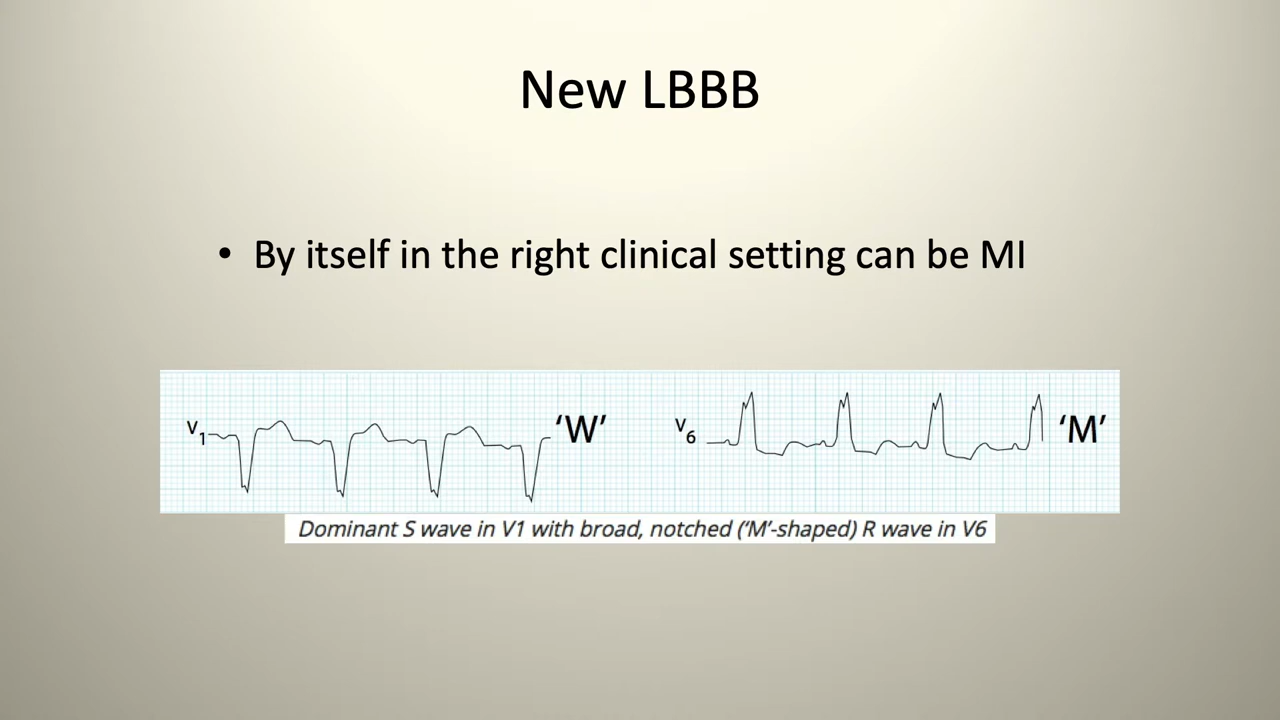 New LBBB
• By itself in the right clinical setting can be MI
V1 'W' V6 'M'
Dominant S wave in V1 with broad, notched ('M'-shaped) R wave in V6